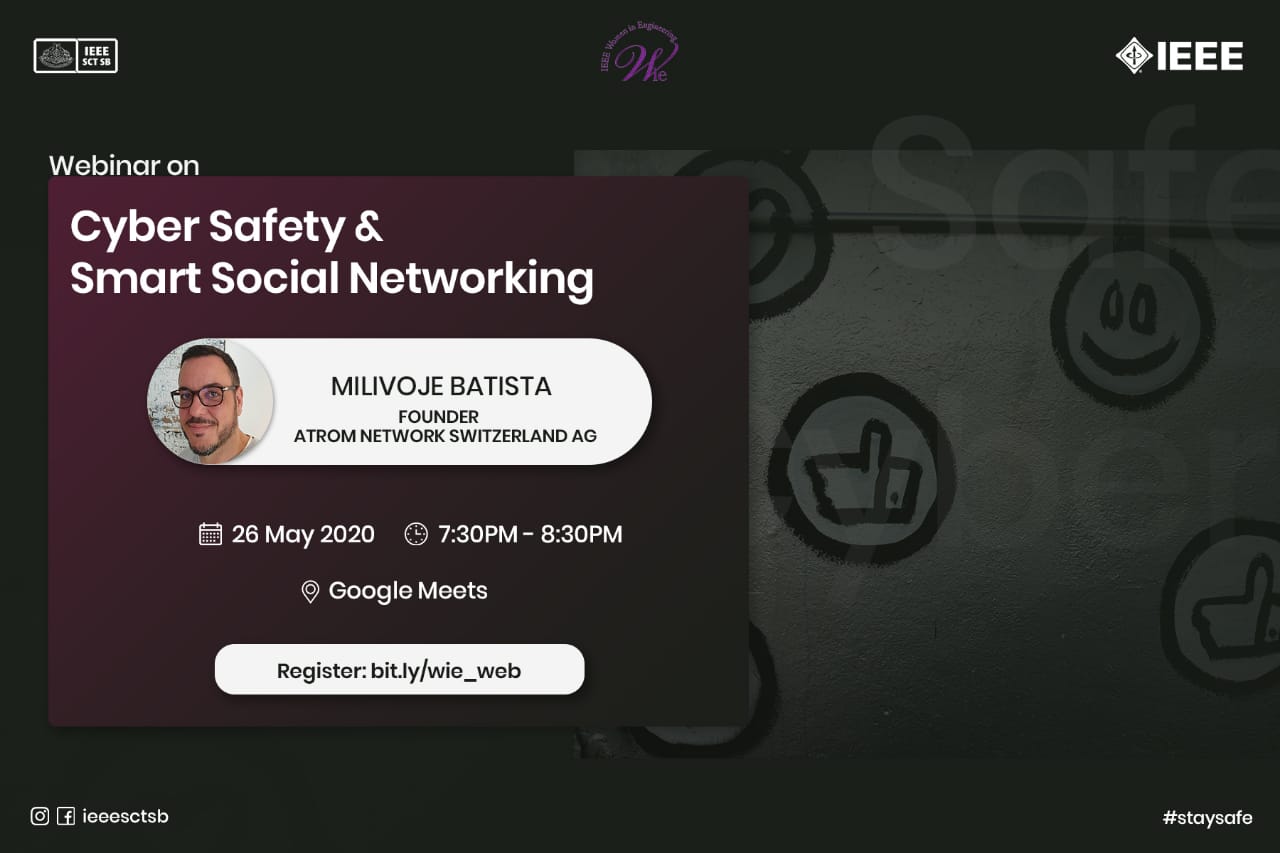 IEEE
SCT SB
IEEE Women in Engineering
Wie
IEEE
Safe
Webinar on
Cyber Safety &
Smart Social Networking
MILIVOJE BATISTA
FOUNDER
ATROM NETWORK SWITZERLAND AG
Cyber
26 May 2020 7:30PM - 8:30PM
Google Meets
Register: bit.ly/wie_web
ieeesctsb
#staysafe